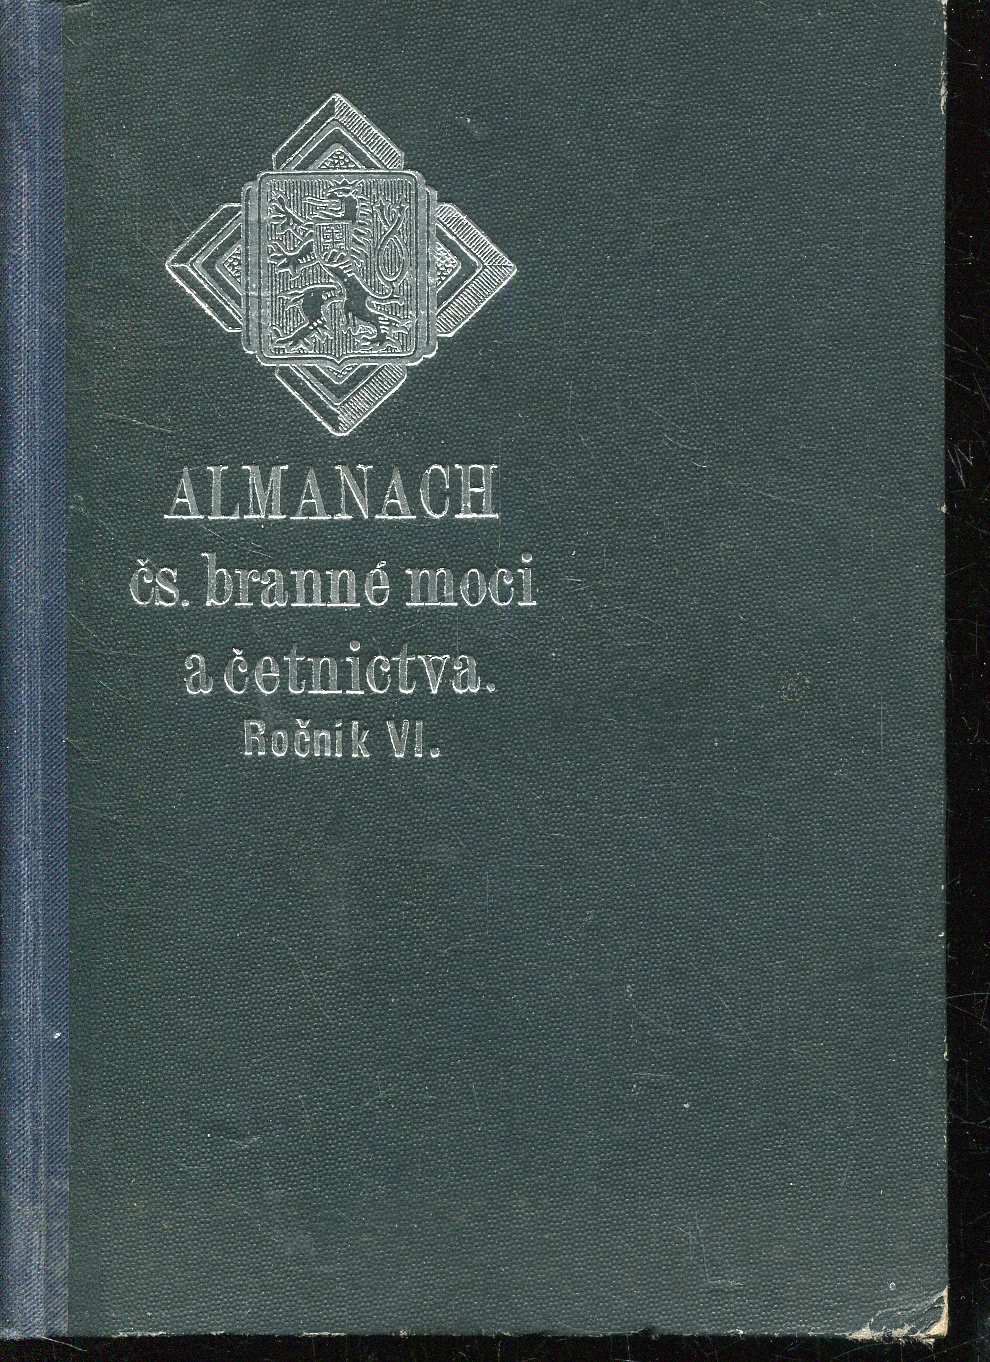 ALMANACH
čs. branné moci
a četnictva.
Ročník VI.